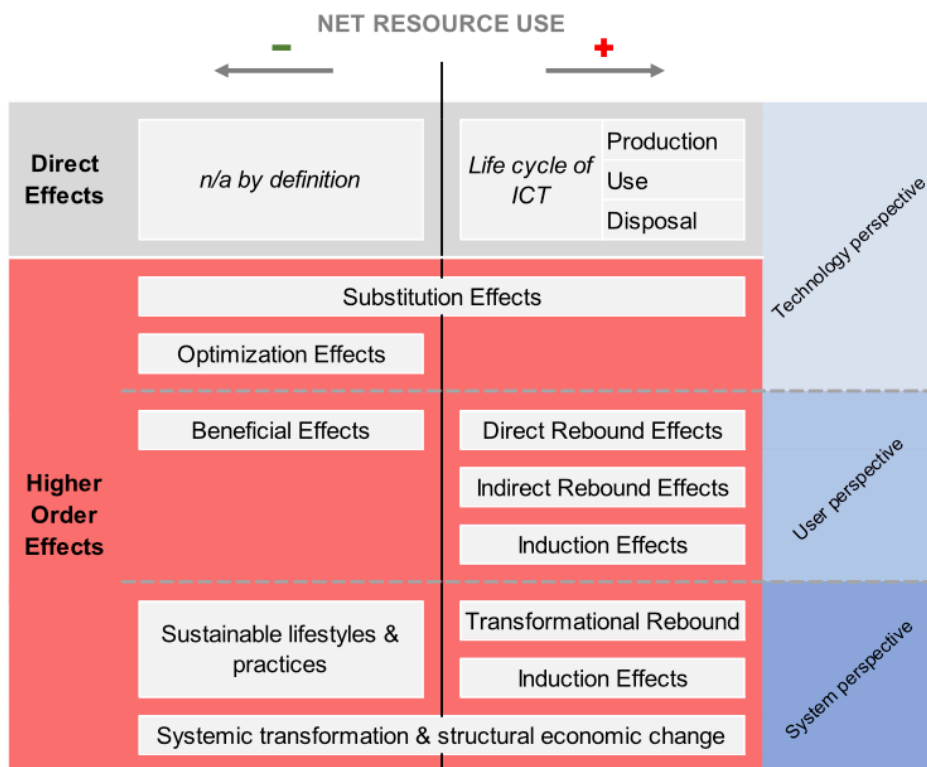 NET RESOURCE USE
− +
Direct
Effects
n/a by definition
Life cycle of
ICT
Production
Use
Disposal
Technology perspective
Substitution Effects
Optimization Effects
Higher
Order
Effects
Beneficial Effects
Direct Rebound Effects
Indirect Rebound Effects
Induction Effects
User perspective
Sustainable lifestyles &
practices
Transformational Rebound
Induction Effects
System perspective
Systemic transformation & structural economic change